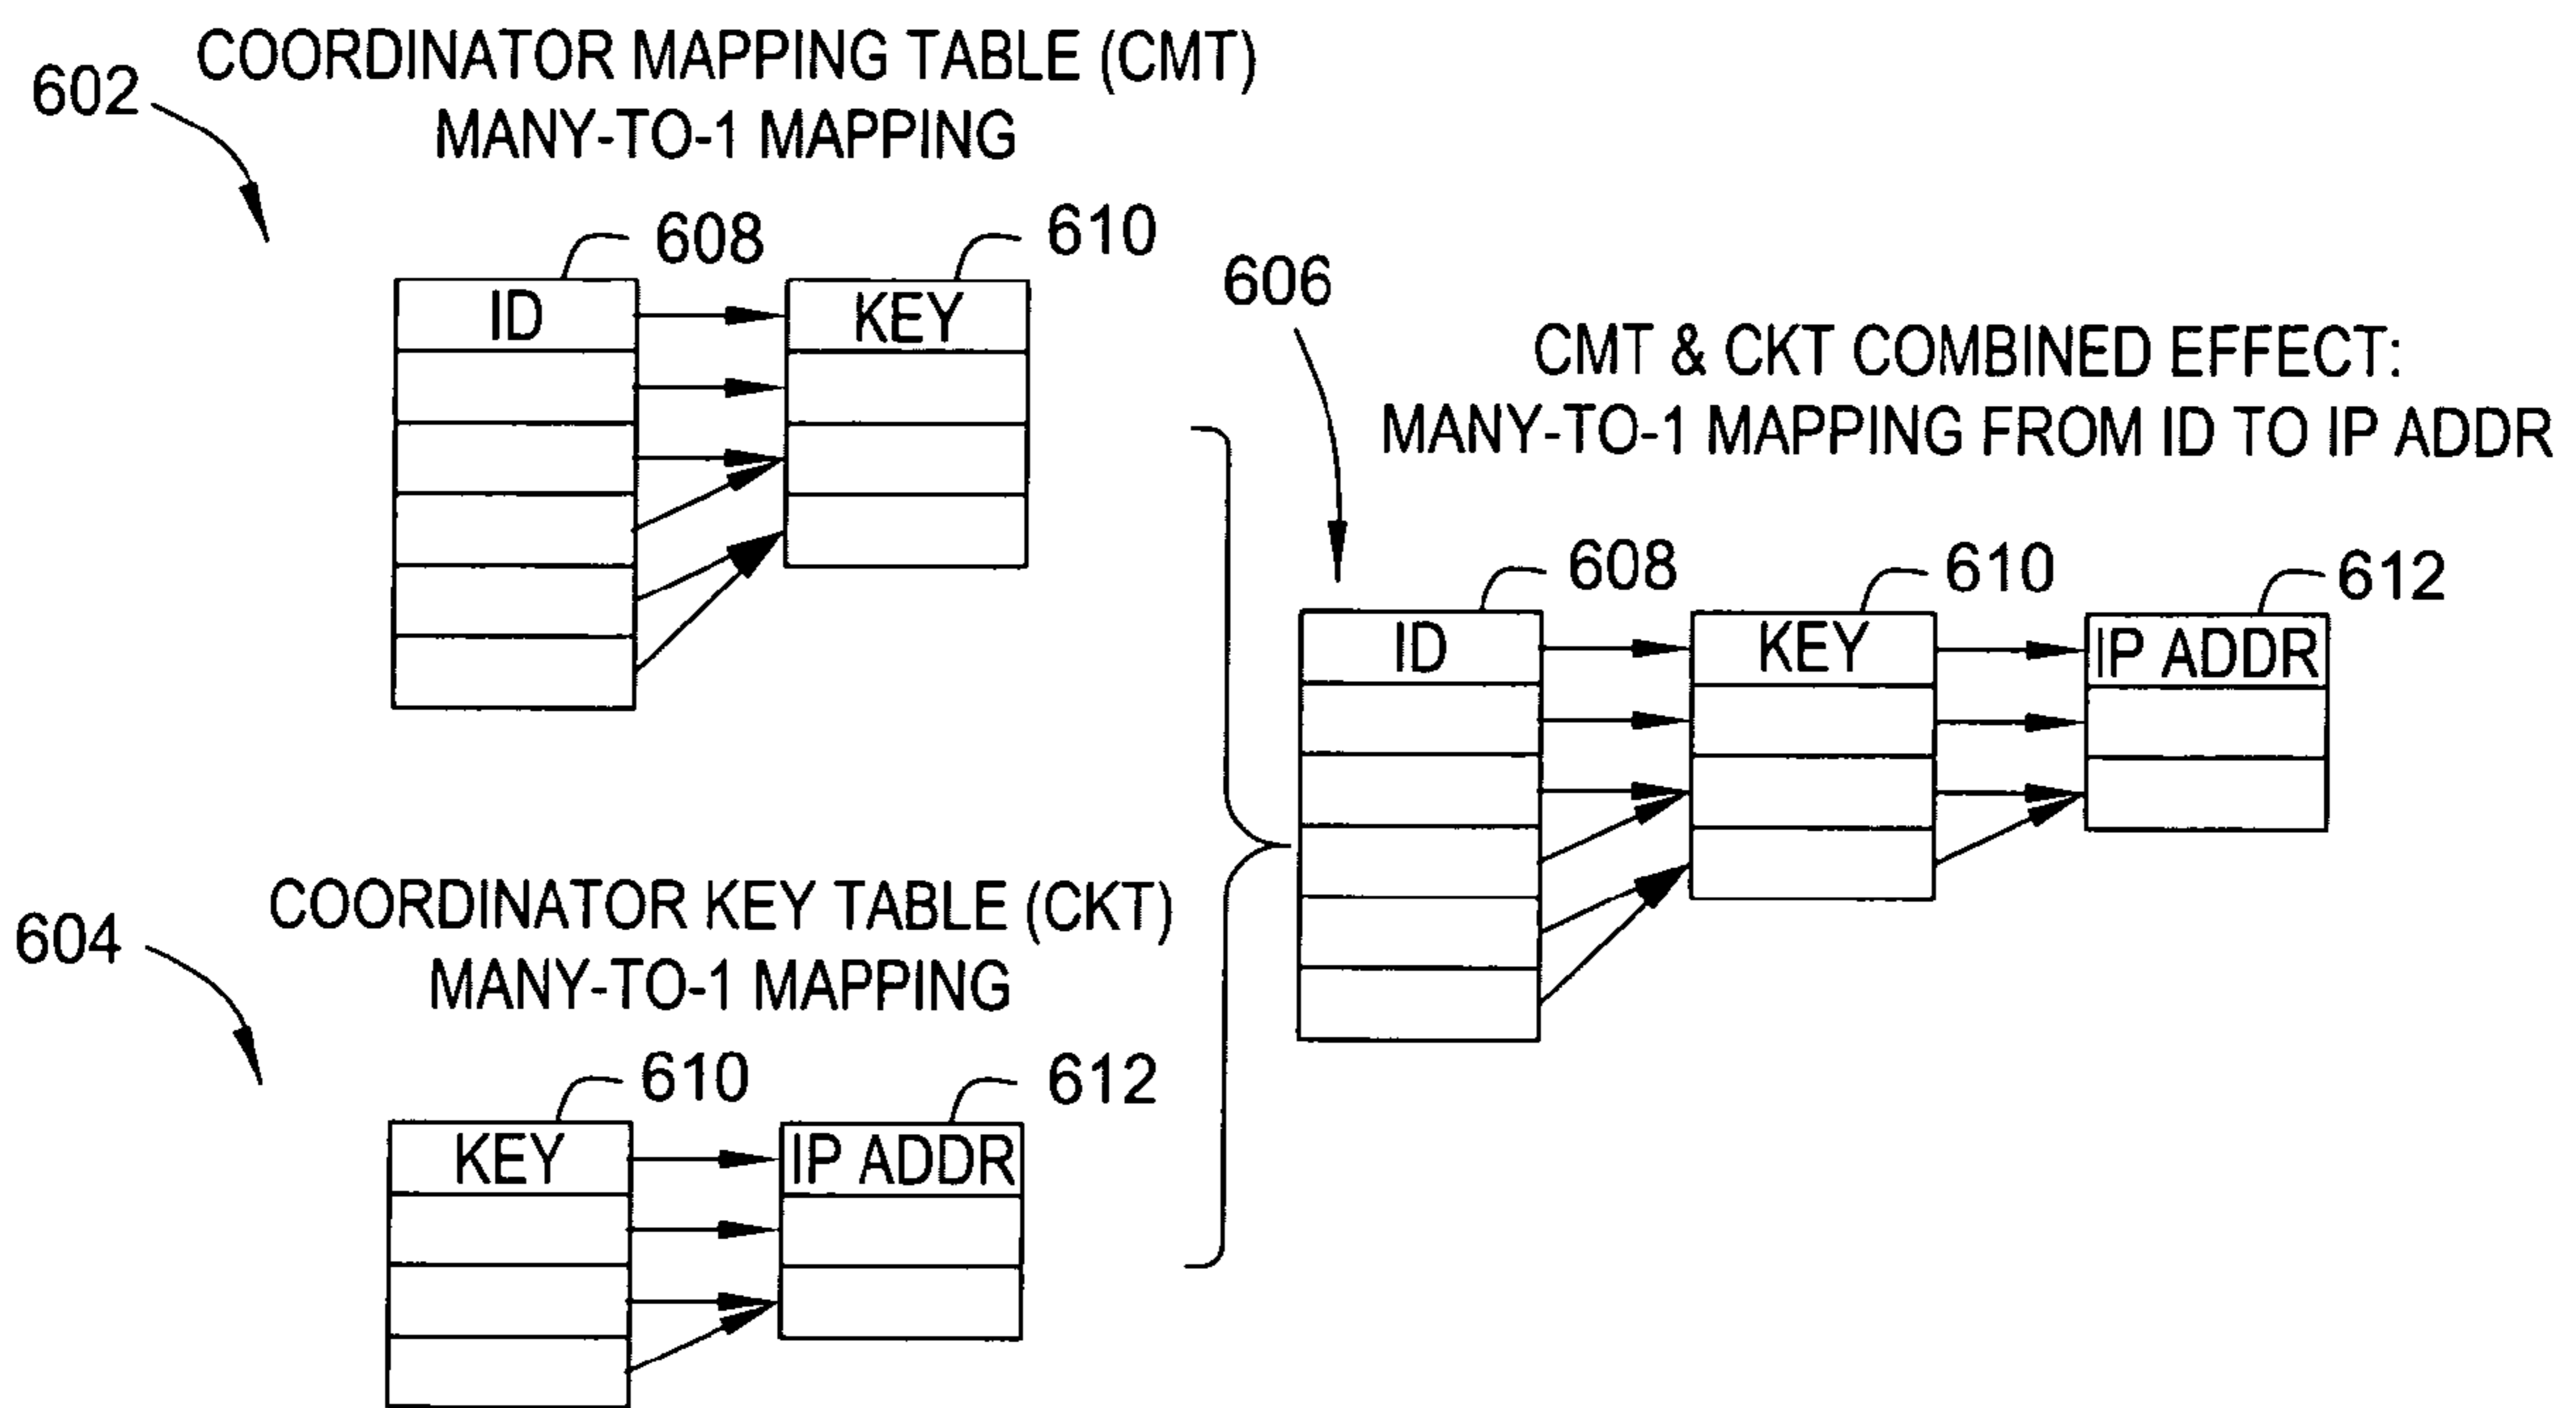 COORDINATOR MAPPING TABLE (CMT)
MANY-TO-1 MAPPING
602
608
610
ID
KEY
606
CMT & CKT COMBINED EFFECT:
MANY-TO-1 MAPPING FROM ID TO IP ADDR
608
610
612
ID
KEY
IP ADDR
COORDINATOR KEY TABLE (CKT)
MANY-TO-1 MAPPING
604
610
612
KEY
IP ADDR